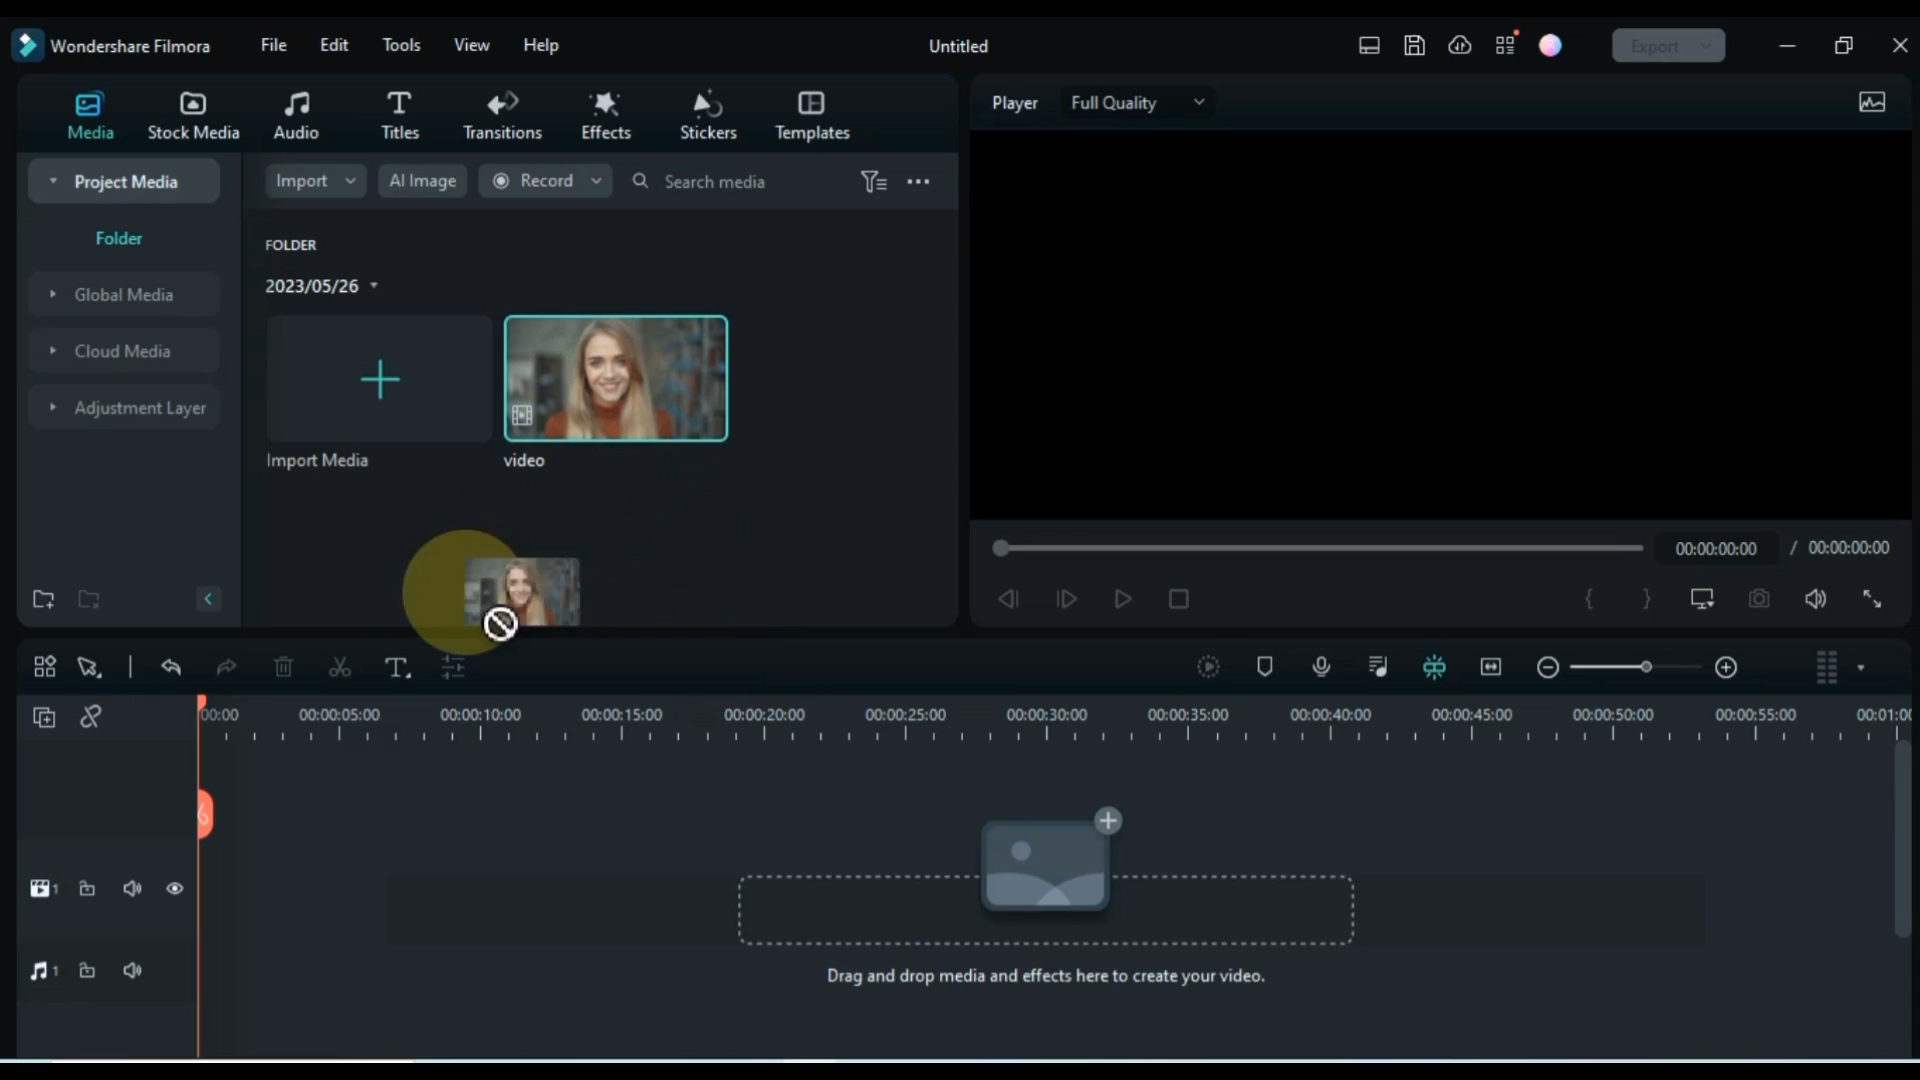 Wondershare Filmora
File
Edit
Tools
View
Help
Untitled
Export
Media
Stock Media
Audio
Titles
Transitions
Effects
Stickers
Templates
Player
Full Quality
Project Media
Import
AI Image
Record
Search media
Folder
FOLDER
Global Media
2023/05/26
Cloud Media
Adjustment Layer
Import Media
video
00:00:00:00 / 00:00:00:00
00:00
00:00:05:00
00:00:10:00
00:00:15:00
00:00:20:00
00:00:25:00
00:00:30:00
00:00:35:00
00:00:40:00
00:00:45:00
00:00:50:00
00:00:55:00
00:01:00
1
1
Drag and drop media and effects here to create your video.